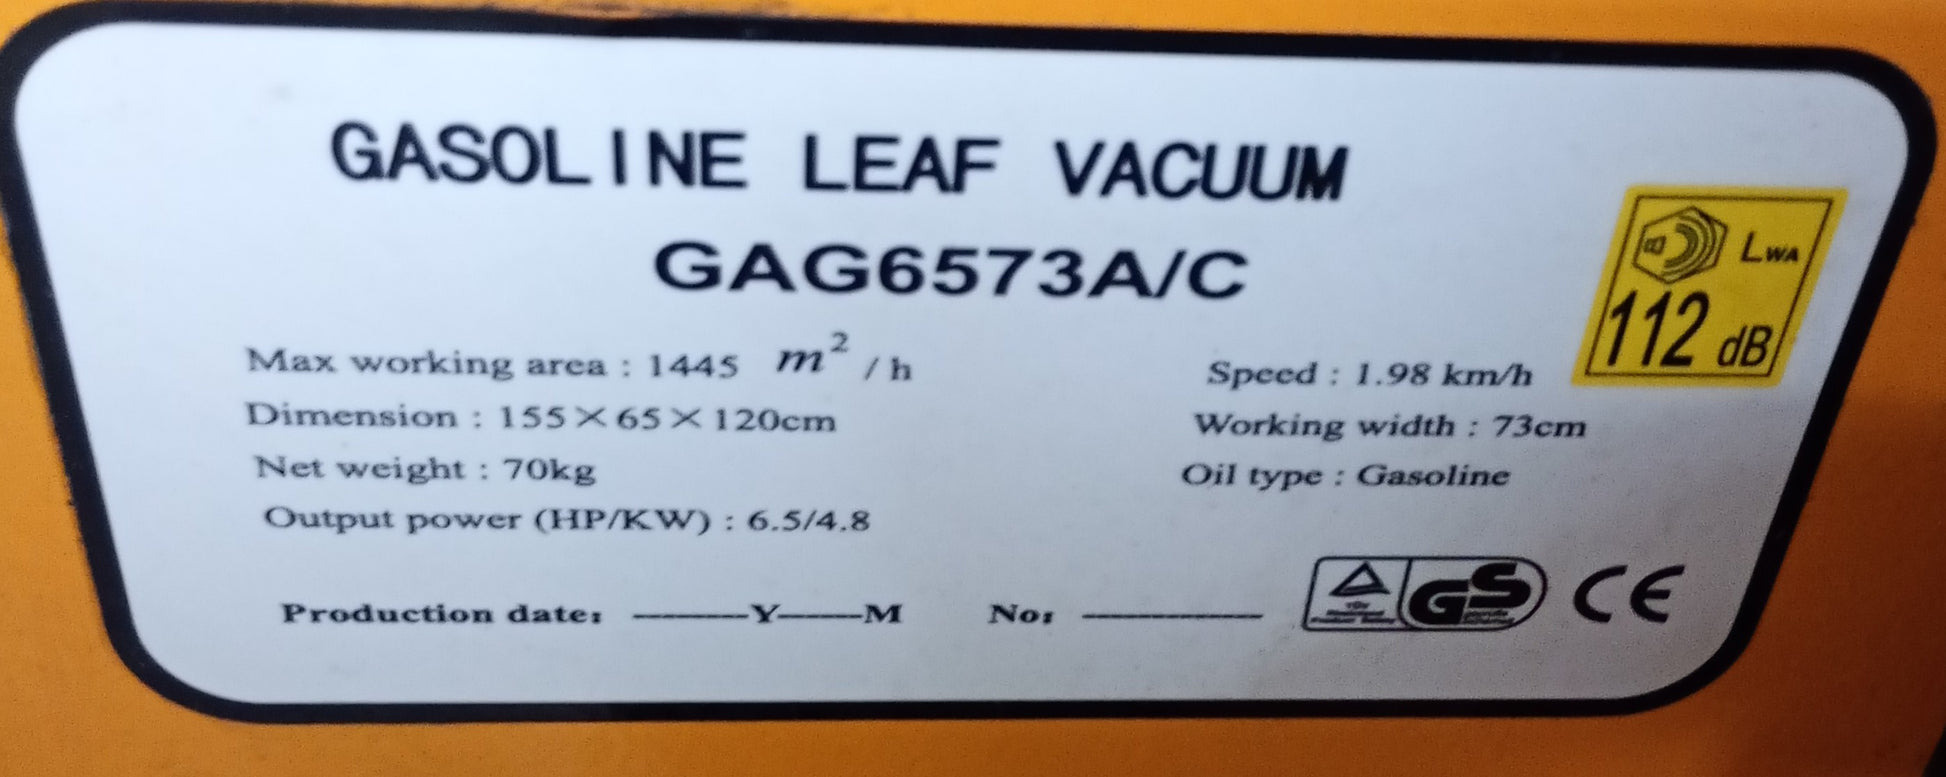 GASOLINE LEAF VACUUM
GAG6573A/C
LWA
112 dB
Max working area : 1445 m² / h
Speed : 1.98 km/h
Dimension : 155×65×120cm
Working width : 73cm
Net weight : 70kg
Oil type : Gasoline
Output power (HP/KW) : 6.5/4.8
Production date: ———Y———M No: —————
TÜV
GS
CE